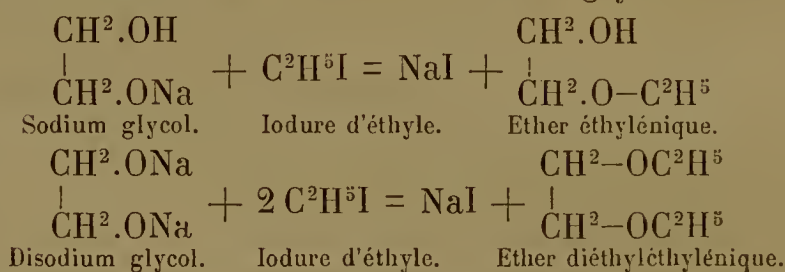 CH².OH CH².OH
+ C²H⁵I = NaI +
CH².ONa CH².O–C²H⁵
Sodium glycol. Iodure d'éthyle. Ether éthylénique.
CH².ONa CH²–OC²H⁵
+ 2 C²H⁵I = NaI +
CH².ONa CH²–OC²H⁵
Disodium glycol. Iodure d'éthyle. Ether diéthyléthylénique.